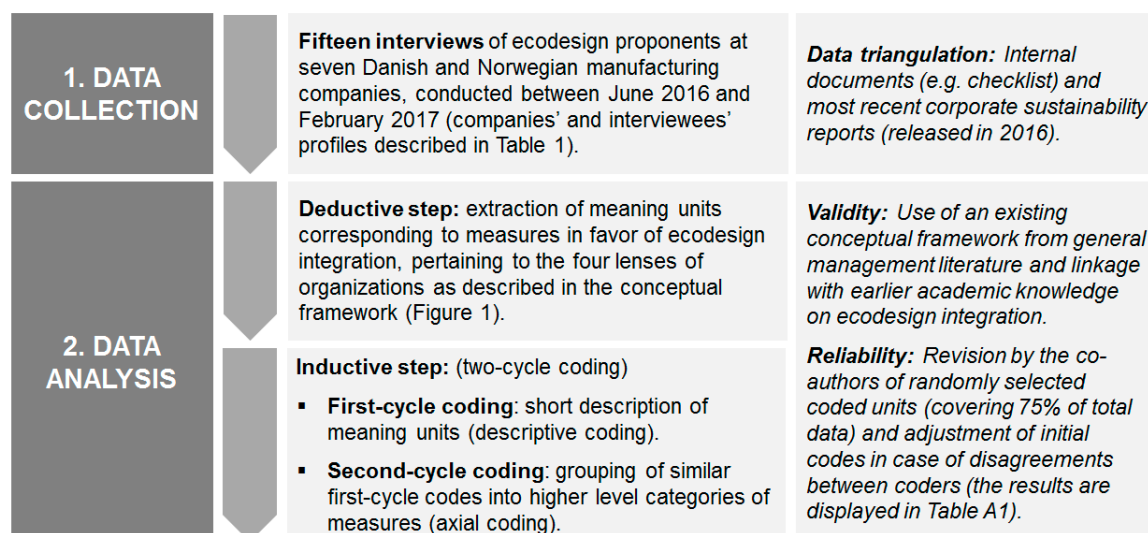 1. DATA
COLLECTION
Fifteen interviews of ecodesign proponents at
seven Danish and Norwegian manufacturing
companies, conducted between June 2016 and
February 2017 (companies' and interviewees'
profiles described in Table 1).
Data triangulation: Internal
documents (e.g. checklist) and
most recent corporate sustainability
reports (released in 2016).
2. DATA
ANALYSIS
Deductive step: extraction of meaning units
corresponding to measures in favor of ecodesign
integration, pertaining to the four lenses of
organizations as described in the conceptual
framework (Figure 1).
Inductive step: (two-cycle coding)
▪ First-cycle coding: short description of
meaning units (descriptive coding).
▪ Second-cycle coding: grouping of similar
first-cycle codes into higher level categories of
measures (axial coding).
Validity: Use of an existing
conceptual framework from general
management literature and linkage
with earlier academic knowledge
on ecodesign integration.
Reliability: Revision by the co-
authors of randomly selected
coded units (covering 75% of total
data) and adjustment of initial
codes in case of disagreements
between coders (the results are
displayed in Table A1).